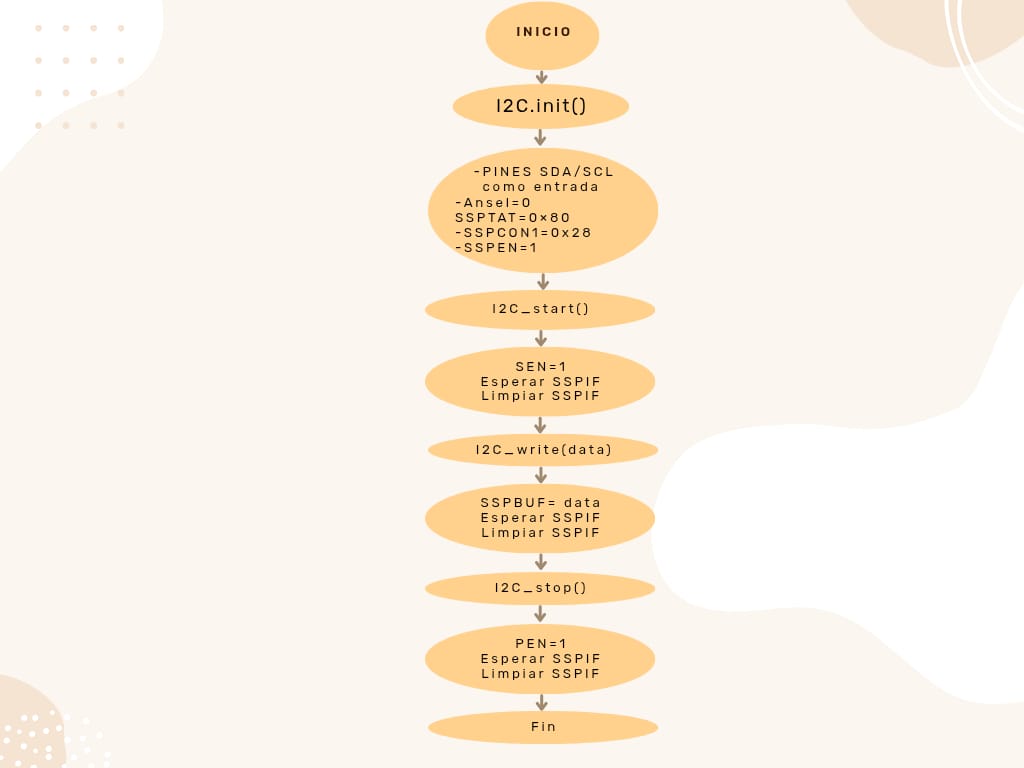 INICIO
I2C.init()
-PINES SDA/SCL
como entrada
-Ansel=0
SSPTAT=0×80
-SSPCON1=0x28
-SSPEN=1
I2C_start()
SEN=1
Esperar SSPIF
Limpiar SSPIF
I2C_write(data)
SSPBUF= data
Esperar SSPIF
Limpiar SSPIF
I2C_stop()
PEN=1
Esperar SSPIF
Limpiar SSPIF
Fin